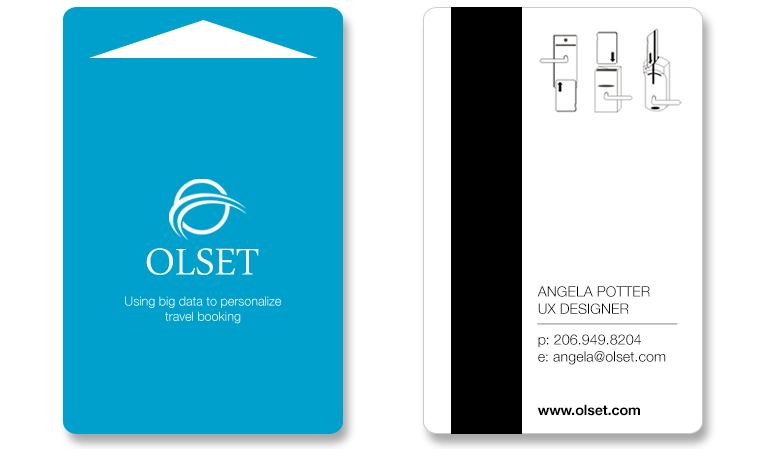 OLSET
Using big data to personalize
travel booking
ANGELA POTTER
UX DESIGNER
p: 206.949.8204
e: angela@olset.com
www.olset.com